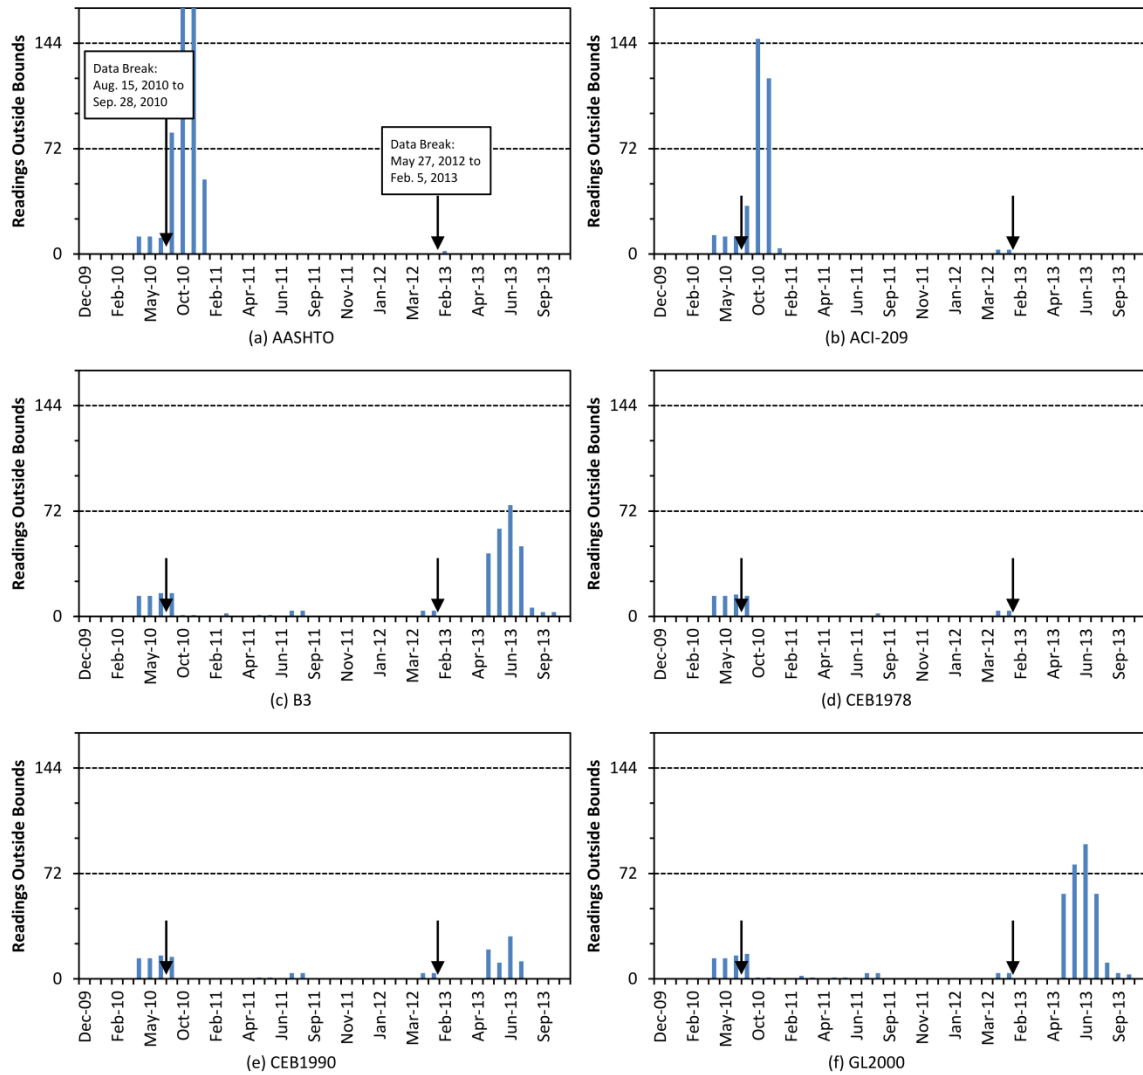 Readings Outside Bounds
144
72
0
Data Break:
Aug. 15, 2010 to
Sep. 28, 2010
Data Break:
May 27, 2012 to
Feb. 5, 2013
Dec-09
Feb-10
May-10
Oct-10
Feb-11
Apr-11
Jun-11
Sep-11
Nov-11
Jan-12
Mar-12
Feb-13
Apr-13
Jun-13
Sep-13
(a) AASHTO
Readings Outside Bounds
144
72
0
Dec-09
Feb-10
May-10
Oct-10
Feb-11
Apr-11
Jun-11
Sep-11
Nov-11
Jan-12
Mar-12
Feb-13
Apr-13
Jun-13
Sep-13
(b) ACI-209
Readings Outside Bounds
144
72
0
Dec-09
Feb-10
May-10
Oct-10
Feb-11
Apr-11
Jun-11
Sep-11
Nov-11
Jan-12
Mar-12
Feb-13
Apr-13
Jun-13
Sep-13
(c) B3
Readings Outside Bounds
144
72
0
Dec-09
Feb-10
May-10
Oct-10
Feb-11
Apr-11
Jun-11
Sep-11
Nov-11
Jan-12
Mar-12
Feb-13
Apr-13
Jun-13
Sep-13
(d) CEB1978
Readings Outside Bounds
144
72
0
Dec-09
Feb-10
May-10
Oct-10
Feb-11
Apr-11
Jun-11
Sep-11
Nov-11
Jan-12
Mar-12
Feb-13
Apr-13
Jun-13
Sep-13
(e) CEB1990
Readings Outside Bounds
144
72
0
Dec-09
Feb-10
May-10
Oct-10
Feb-11
Apr-11
Jun-11
Sep-11
Nov-11
Jan-12
Mar-12
Feb-13
Apr-13
Jun-13
Sep-13
(f) GL2000